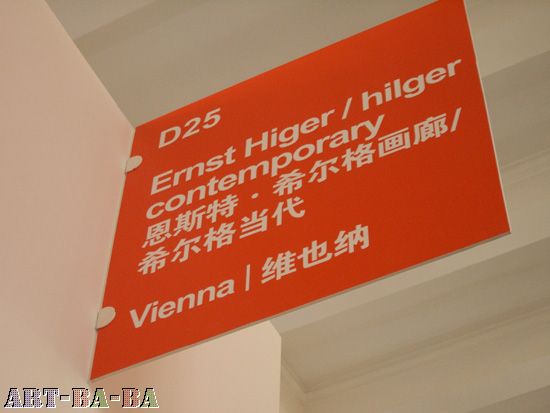 D25
Ernst Higer / hilger
contemporary
恩斯特·希尔格画廊/
希尔格当代
Vienna | 维也纳
ART-BA-BA